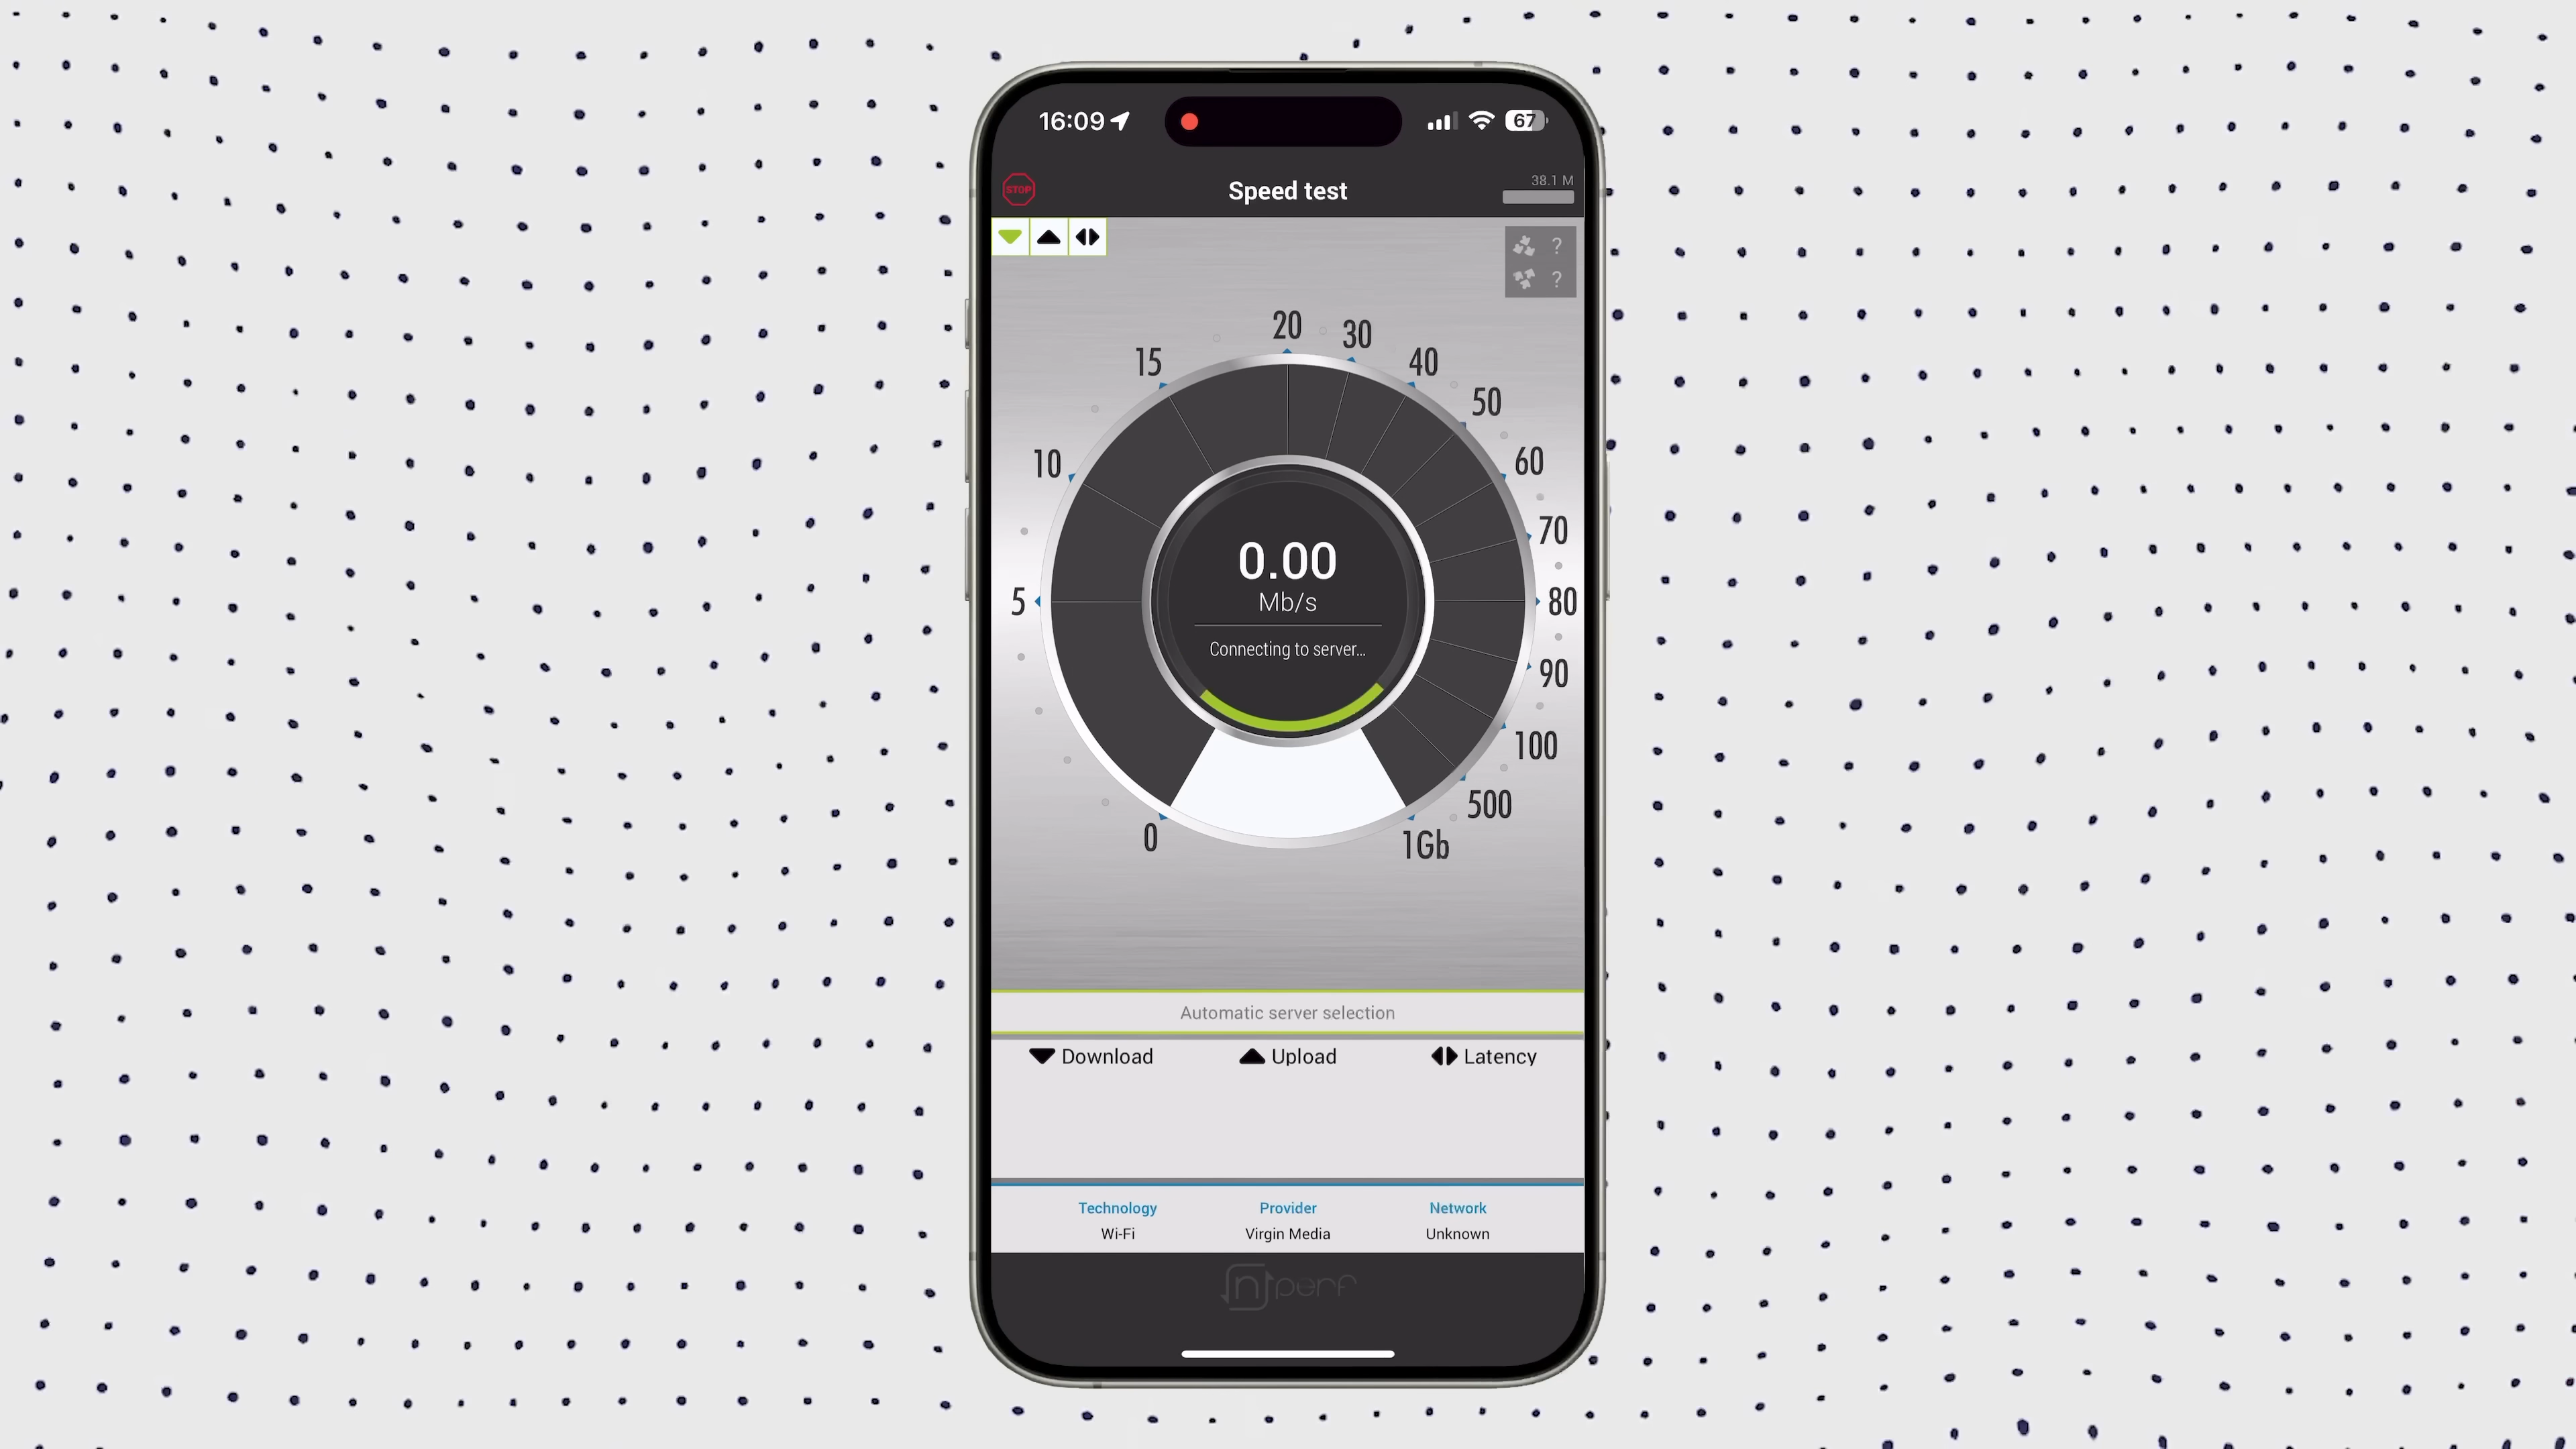 16:09
67
STOP
Speed test
38.1 M
?
?
20
30
15
40
50
10
60
70
5
80
0.00
Mb/s
Connecting to server...
90
100
500
0
1Gb
Automatic server selection
Download
Upload
Latency
Technology
Provider
Network
Wi-Fi
Virgin Media
Unknown
nperf